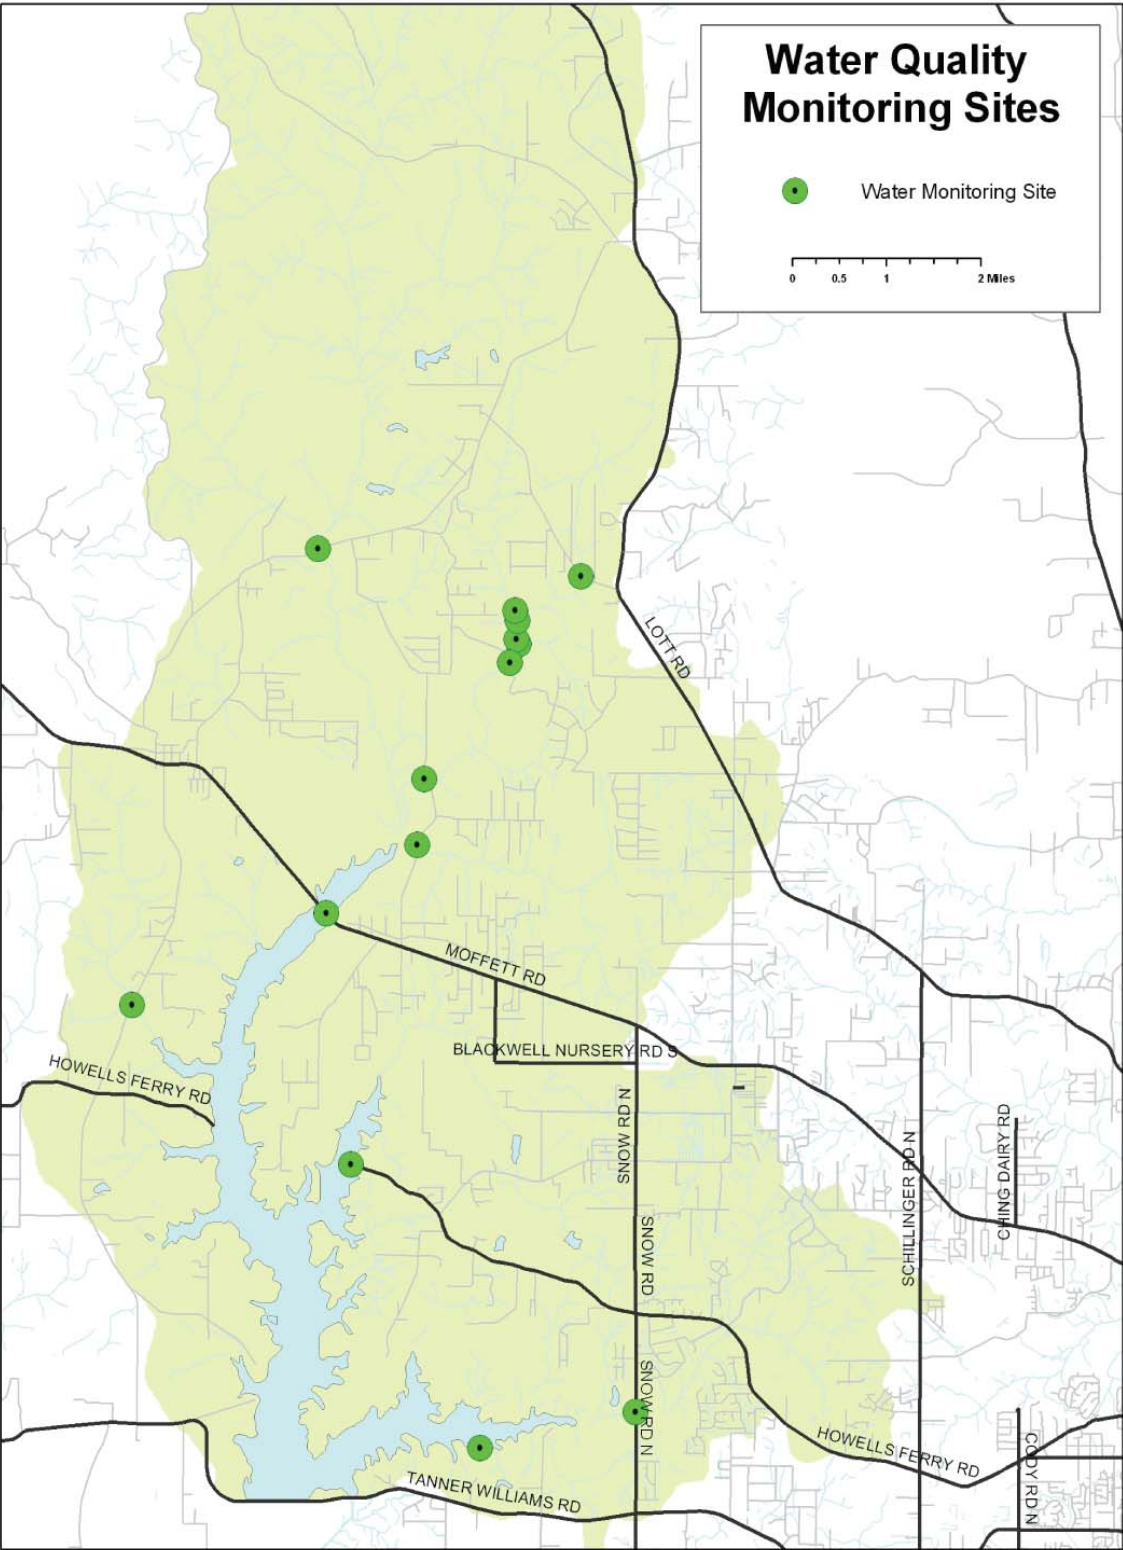 Water Quality
Monitoring Sites
Water Monitoring Site
0 0.5 1 2 Miles
LOTT RD
MOFFETT RD
BLACKWELL NURSERY RD S
HOWELLS FERRY RD
SNOW RD N
SCHILLINGER RD N
CHING DAIRY RD
SNOW RD
SNOW RD N
HOWELLS FERRY RD
CODY RD N
TANNER WILLIAMS RD